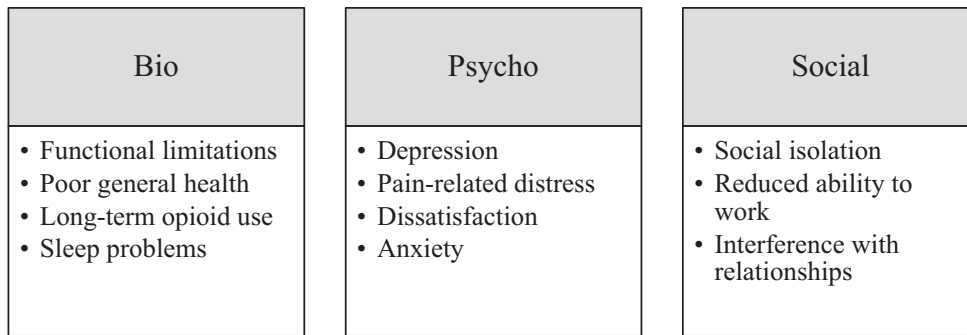 Bio
• Functional limitations
• Poor general health
• Long-term opioid use
• Sleep problems
Psycho
• Depression
• Pain-related distress
• Dissatisfaction
• Anxiety
Social
• Social isolation
• Reduced ability to
work
• Interference with
relationships